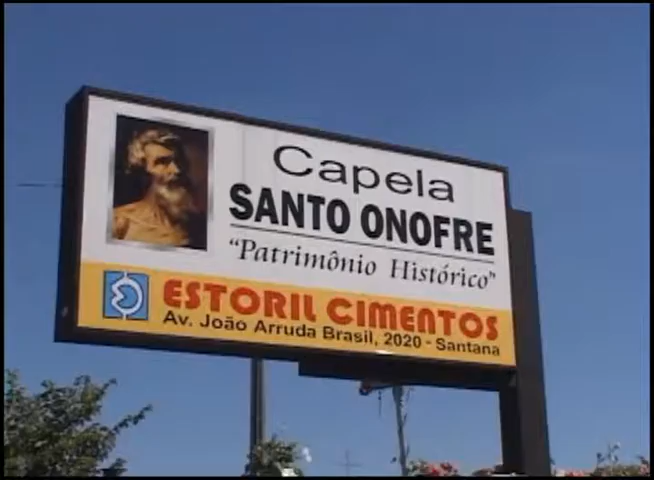 Capela
SANTO ONOFRE
"Patrimônio Histórico"
ESTORIL CIMENTOS
Av. João Arruda Brasil, 2020 - Santana